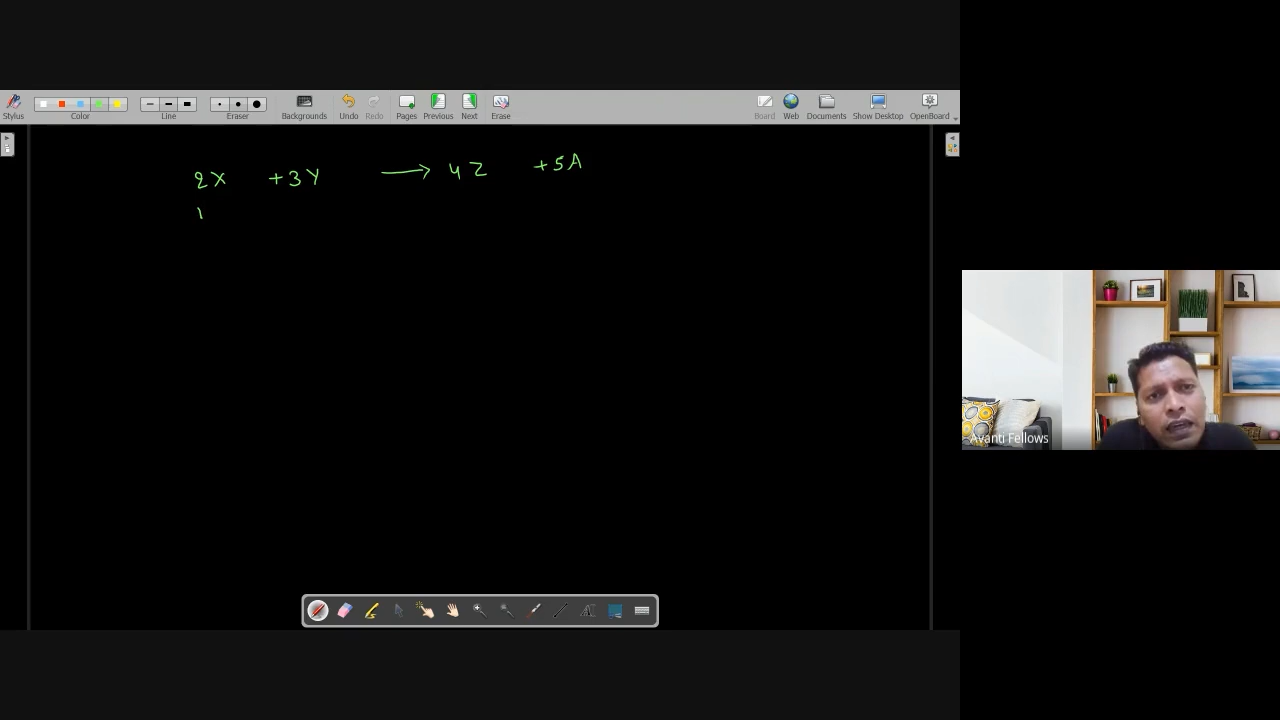 Stylus Color Line Eraser Backgrounds Undo Redo Pages Previous Next Erase Board Web Documents Show Desktop OpenBoard
2X + 3Y ⟶ 4Z + 5A
Avanti Fellows